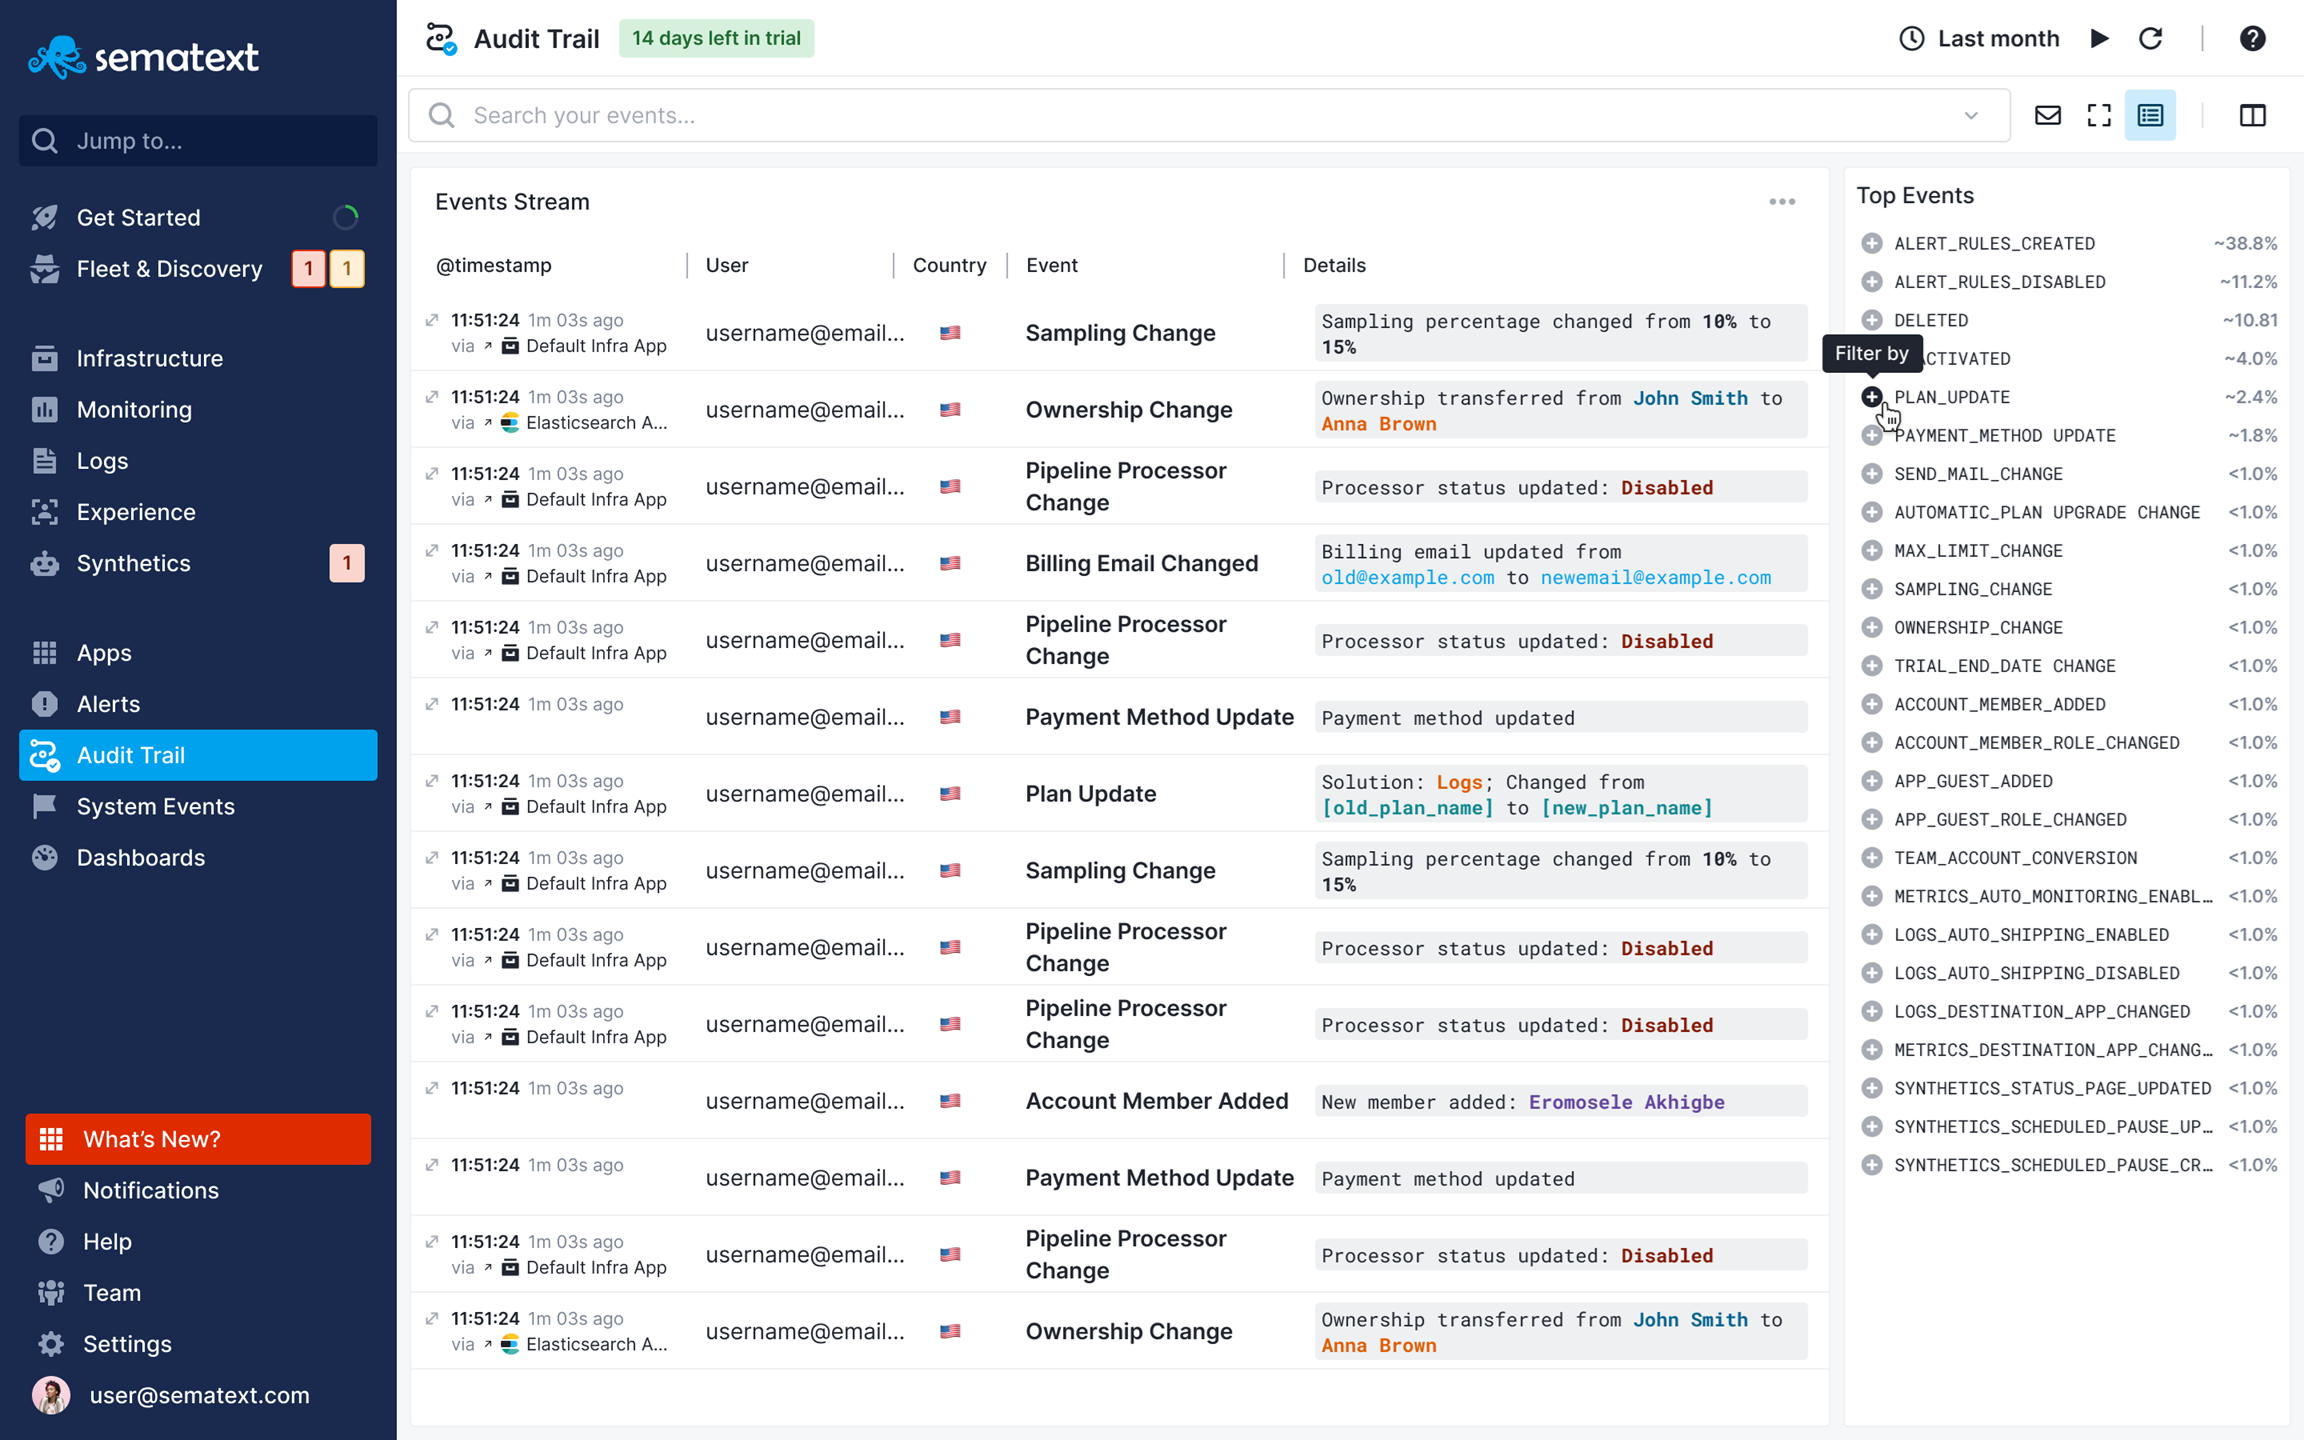 sematext
Jump to...
Get Started
Fleet & Discovery 1 1
Infrastructure
Monitoring
Logs
Experience
Synthetics 1
Apps
Alerts
Audit Trail
System Events
Dashboards
What's New?
Notifications
Help
Team
Settings
user@sematext.com
Audit Trail 14 days left in trial
Last month
Search your events...
Events Stream
@timestamp User Country Event Details
11:51:24 1m 03s ago
via Default Infra App
username@email...
Sampling Change
Sampling percentage changed from 10% to
15%
11:51:24 1m 03s ago
via Elasticsearch A...
username@email...
Ownership Change
Ownership transferred from John Smith to
Anna Brown
11:51:24 1m 03s ago
via Default Infra App
username@email...
Pipeline Processor
Change
Processor status updated: Disabled
11:51:24 1m 03s ago
via Default Infra App
username@email...
Billing Email Changed
Billing email updated from
old@example.com to newemail@example.com
11:51:24 1m 03s ago
via Default Infra App
username@email...
Pipeline Processor
Change
Processor status updated: Disabled
11:51:24 1m 03s ago
username@email...
Payment Method Update
Payment method updated
11:51:24 1m 03s ago
via Default Infra App
username@email...
Plan Update
Solution: Logs; Changed from
[old_plan_name] to [new_plan_name]
11:51:24 1m 03s ago
via Default Infra App
username@email...
Sampling Change
Sampling percentage changed from 10% to
15%
11:51:24 1m 03s ago
via Default Infra App
username@email...
Pipeline Processor
Change
Processor status updated: Disabled
11:51:24 1m 03s ago
via Default Infra App
username@email...
Pipeline Processor
Change
Processor status updated: Disabled
11:51:24 1m 03s ago
username@email...
Account Member Added
New member added: Eromosele Akhigbe
11:51:24 1m 03s ago
username@email...
Payment Method Update
Payment method updated
11:51:24 1m 03s ago
via Default Infra App
username@email...
Pipeline Processor
Change
Processor status updated: Disabled
11:51:24 1m 03s ago
via Elasticsearch A...
username@email...
Ownership Change
Ownership transferred from John Smith to
Anna Brown
Top Events
ALERT_RULES_CREATED ~38.8%
ALERT_RULES_DISABLED ~11.2%
DELETED ~10.81
Filter by
ACTIVATED ~4.0%
PLAN_UPDATE ~2.4%
PAYMENT_METHOD UPDATE ~1.8%
SEND_MAIL_CHANGE <1.0%
AUTOMATIC_PLAN UPGRADE CHANGE <1.0%
MAX_LIMIT_CHANGE <1.0%
SAMPLING_CHANGE <1.0%
OWNERSHIP_CHANGE <1.0%
TRIAL_END_DATE CHANGE <1.0%
ACCOUNT_MEMBER_ADDED <1.0%
ACCOUNT_MEMBER_ROLE_CHANGED <1.0%
APP_GUEST_ADDED <1.0%
APP_GUEST_ROLE_CHANGED <1.0%
TEAM_ACCOUNT_CONVERSION <1.0%
METRICS_AUTO_MONITORING_ENABL... <1.0%
LOGS_AUTO_SHIPPING_ENABLED <1.0%
LOGS_AUTO_SHIPPING_DISABLED <1.0%
LOGS_DESTINATION_APP_CHANGED <1.0%
METRICS_DESTINATION_APP_CHANG... <1.0%
SYNTHETICS_STATUS_PAGE_UPDATED <1.0%
SYNTHETICS_SCHEDULED_PAUSE_UP... <1.0%
SYNTHETICS_SCHEDULED_PAUSE_CR... <1.0%